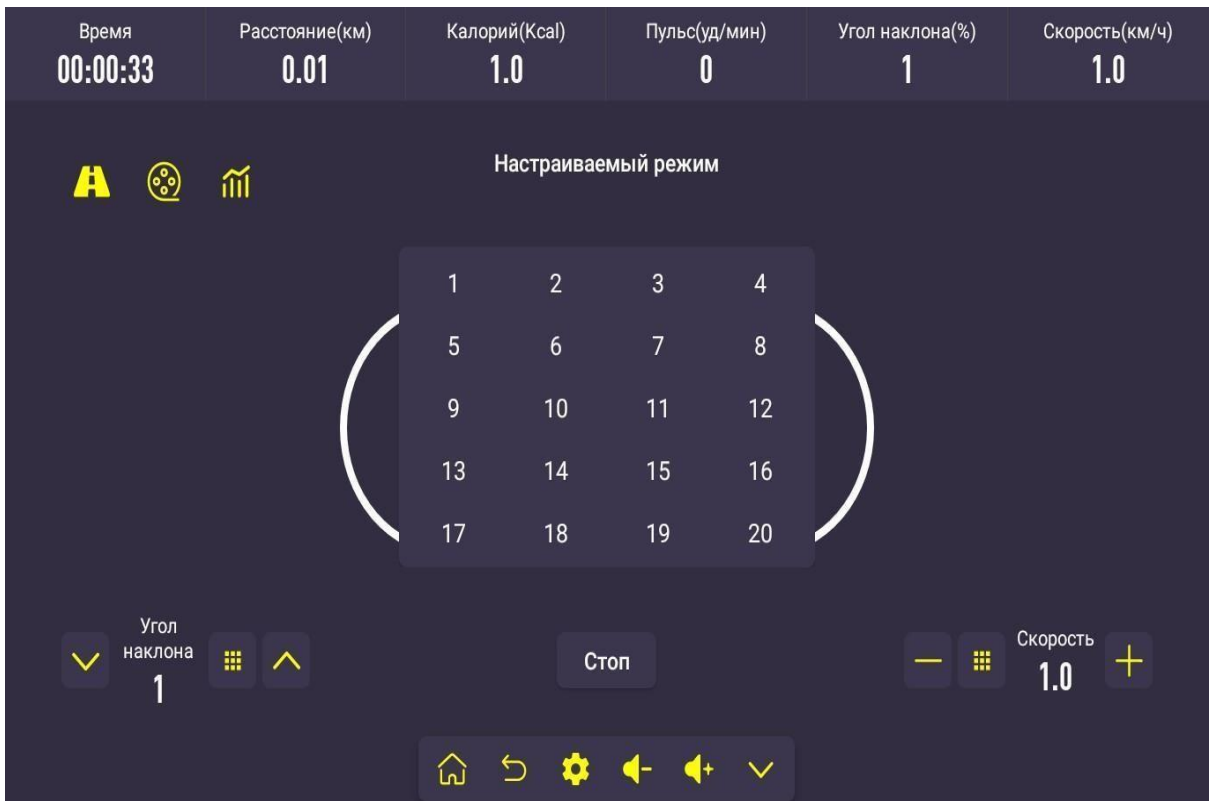 Время
00:00:33
Расстояние(км)
0.01
Калорий(Kcal)
1.0
Пульс(уд/мин)
0
Угол наклона(%)
1
Скорость(км/ч)
1.0
Настраиваемый режим
1 2 3 4
5 6 7 8
9 10 11 12
13 14 15 16
17 18 19 20
Угол
наклона
1
Стоп
Скорость
1.0